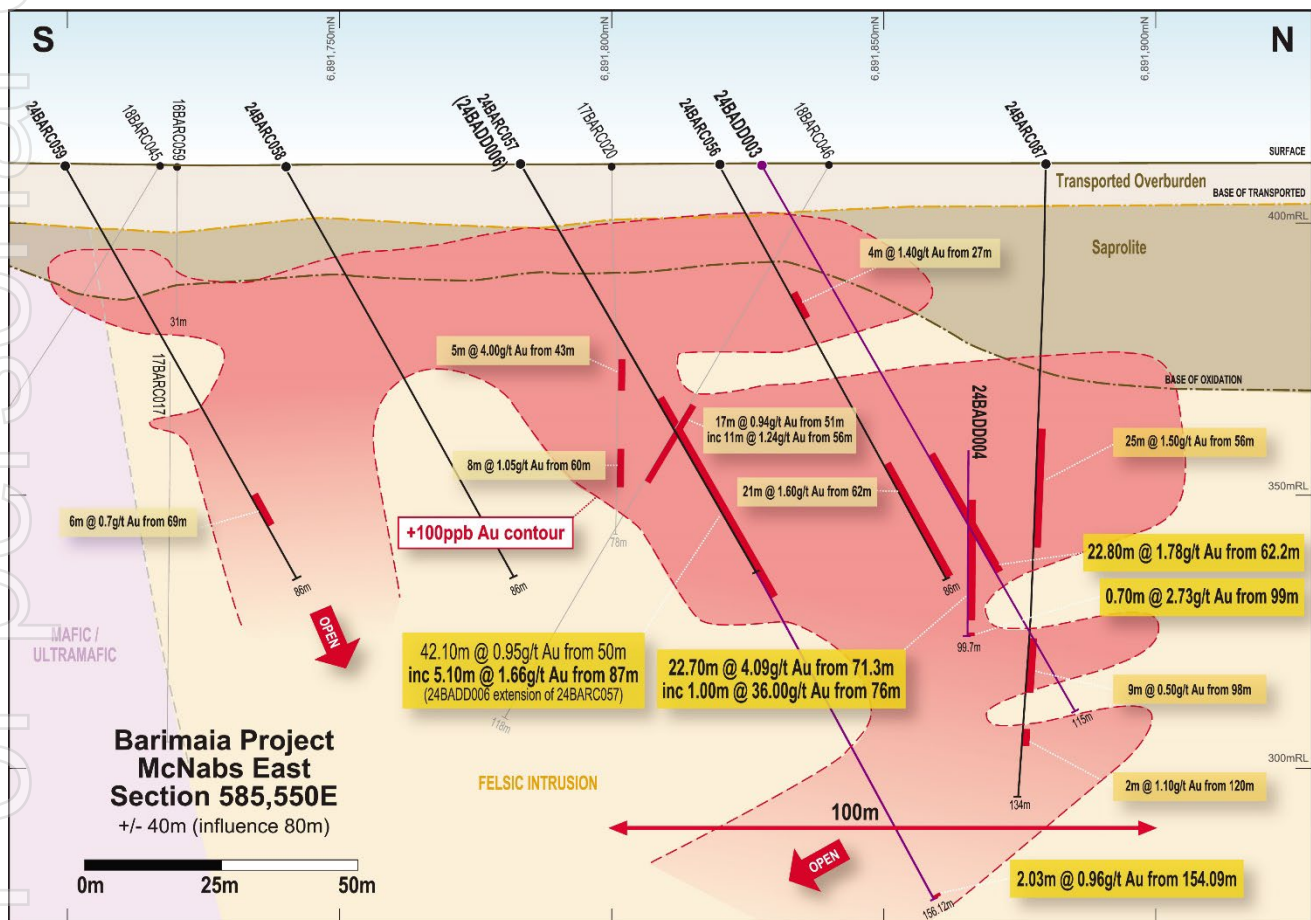 S
N
6,891,750mN
6,891,800mN
6,891,850mN
6,891,900mN
24BARC059
18BARC045
16BARC059
24BARC058
24BARC057
(24BADD006)
17BARC020
24BARC056
24BADD003
18BARC046
24BARC087
SURFACE
Transported Overburden
BASE OF TRANSPORTED
400mRL
Saprolite
4m @ 1.40g/t Au from 27m
31m
17BARC017
5m @ 4.00g/t Au from 43m
BASE OF OXIDATION
24BADD004
17m @ 0.94g/t Au from 51m
inc 11m @ 1.24g/t Au from 56m
25m @ 1.50g/t Au from 56m
8m @ 1.05g/t Au from 60m
21m @ 1.60g/t Au from 62m
350mRL
6m @ 0.7g/t Au from 69m
+100ppb Au contour
78m
22.80m @ 1.78g/t Au from 62.2m
86m
86m
86m
0.70m @ 2.73g/t Au from 99m
OPEN
MAFIC /
ULTRAMAFIC
99.7m
42.10m @ 0.95g/t Au from 50m
inc 5.10m @ 1.66g/t Au from 87m
(24BADD006 extension of 24BARC057)
22.70m @ 4.09g/t Au from 71.3m
inc 1.00m @ 36.00g/t Au from 76m
9m @ 0.50g/t Au from 98m
118m
115m
Barimaia Project
McNabs East
Section 585,550E
+/- 40m (influence 80m)
FELSIC INTRUSION
300mRL
2m @ 1.10g/t Au from 120m
134m
100m
OPEN
0m
25m
50m
2.03m @ 0.96g/t Au from 154.09m
156.12m